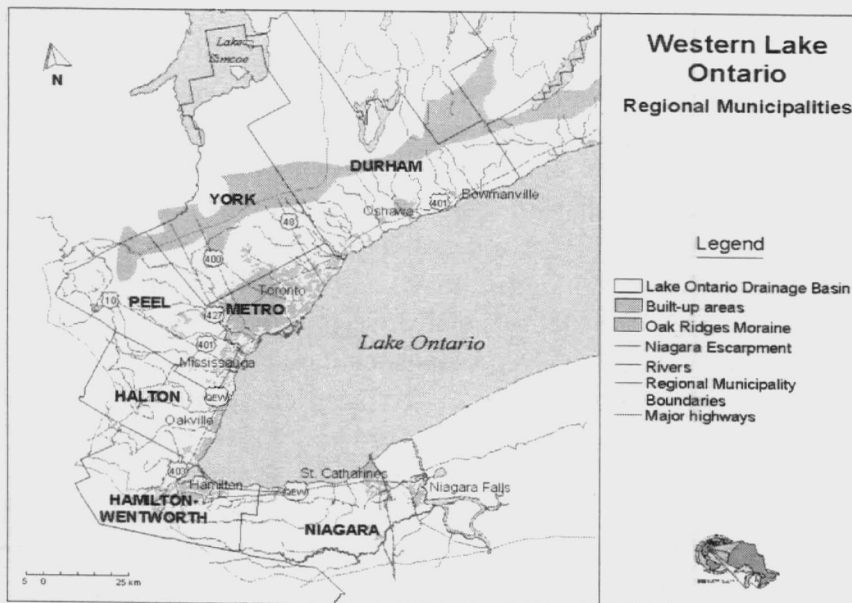 Lake
Simcoe
N
DURHAM
YORK
Bowmanville
401
Oshawa
48
400
Toronto
PEEL
10
METRO
427
401
Lake Ontario
Mississauga
HALTON
QEW
Oakville
403
St. Catharines
Hamilton
QEW
Niagara Falls
HAMILTON-
WENTWORTH
NIAGARA
5 0 25 km
Western Lake
Ontario
Regional Municipalities
Legend
Lake Ontario Drainage Basin
Built-up areas
Oak Ridges Moraine
Niagara Escarpment
Rivers
Regional Municipality
Boundaries
Major highways